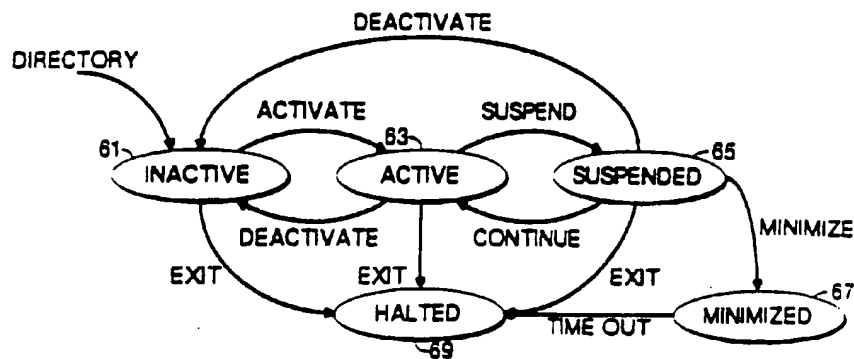 DEACTIVATE
DIRECTORY
ACTIVATE
SUSPEND
61
63
65
INACTIVE
ACTIVE
SUSPENDED
DEACTIVATE
CONTINUE
MINIMIZE
EXIT
EXIT
EXIT
67
HALTED
TIME OUT
MINIMIZED
69